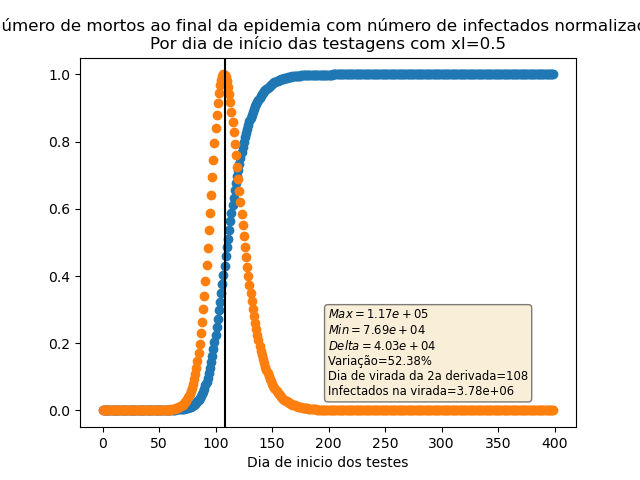 úmero de mortos ao final da epidemia com número de infectados normaliza
Por dia de início das testagens com xl=0.5
1.0
0.8
0.6
0.4
0.2
0.0
Max = 1.17e + 05
Min = 7.69e + 04
Delta = 4.03e + 04
Variação=52.38%
Dia de virada da 2a derivada=108
Infectados na virada=3.78e+06
0 50 100 150 200 250 300 350 400
Dia de inicio dos testes